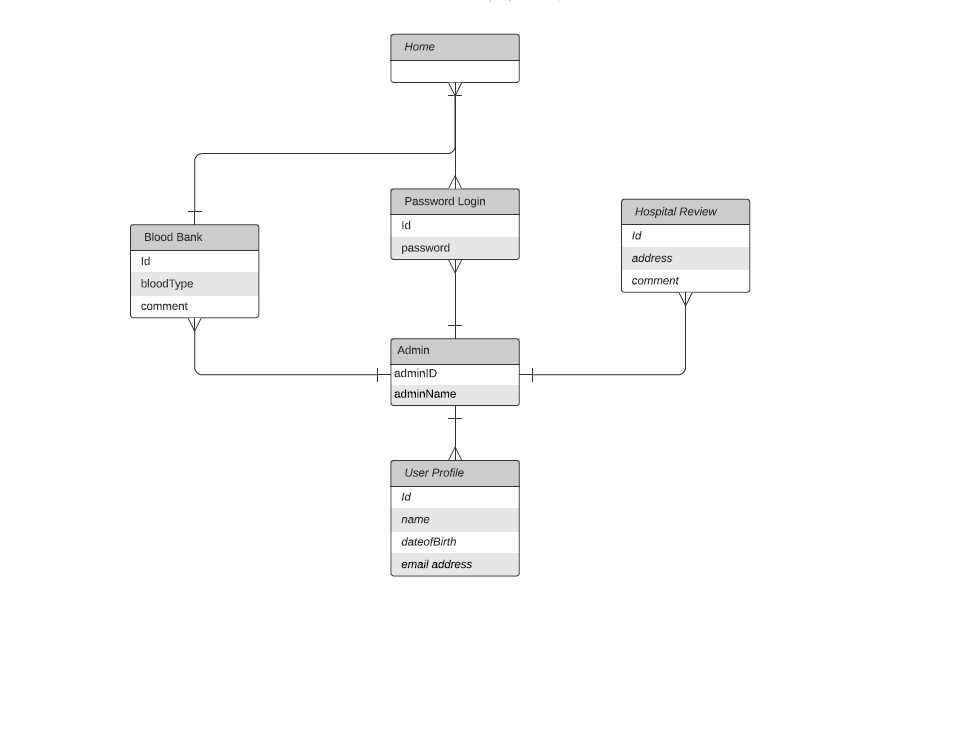 Home
Password Login
Id
password
Hospital Review
Id
address
comment
Blood Bank
Id
bloodType
comment
Admin
adminID
adminName
User Profile
Id
name
dateofBirth
email address